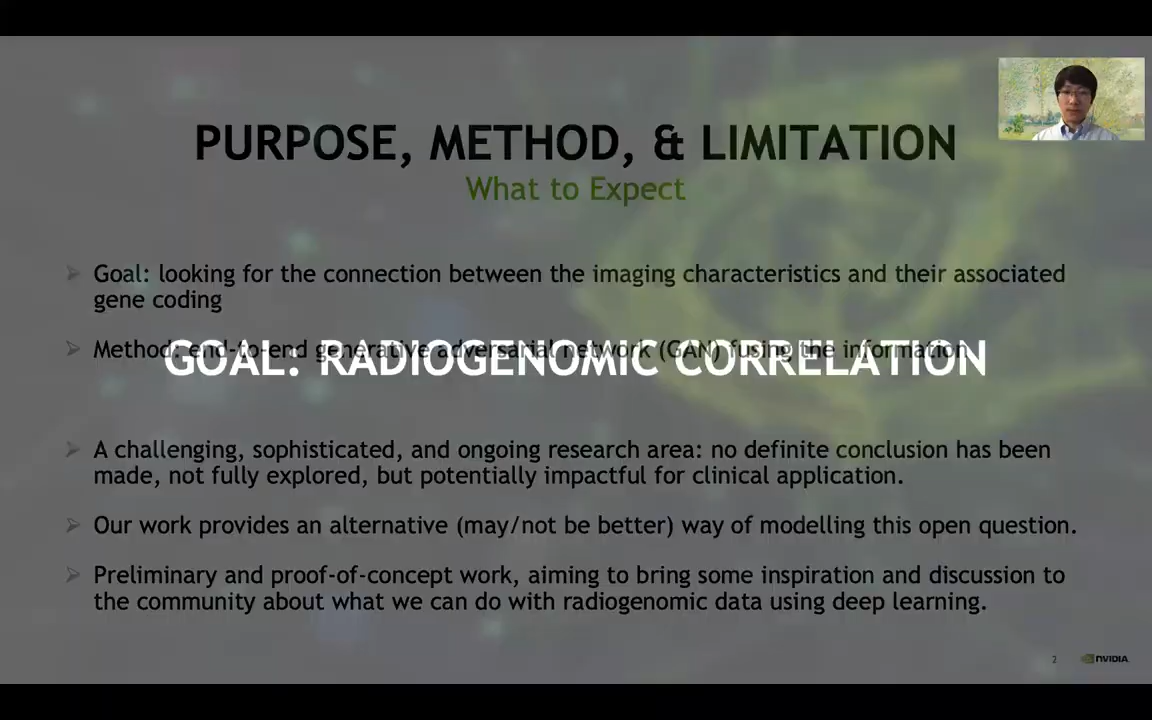 PURPOSE, METHOD, & LIMITATION
What to Expect
Goal: looking for the connection between the imaging characteristics and their associated
gene coding
Method: end-to-end generative adversarial network (GAN) fusing the information
GOAL: RADIOGENOMIC CORRELATION
A challenging, sophisticated, and ongoing research area: no definite conclusion has been
made, not fully explored, but potentially impactful for clinical application.
Our work provides an alternative (may/not be better) way of modelling this open question.
Preliminary and proof-of-concept work, aiming to bring some inspiration and discussion to
the community about what we can do with radiogenomic data using deep learning.
2
NVIDIA.